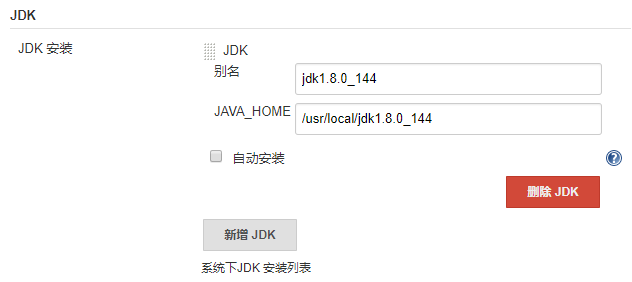 JDK
JDK 安装
JDK
别名
jdk1.8.0_144
JAVA_HOME
/usr/local/jdk1.8.0_144
自动安装
?
删除 JDK
新增 JDK
系统下JDK 安装列表